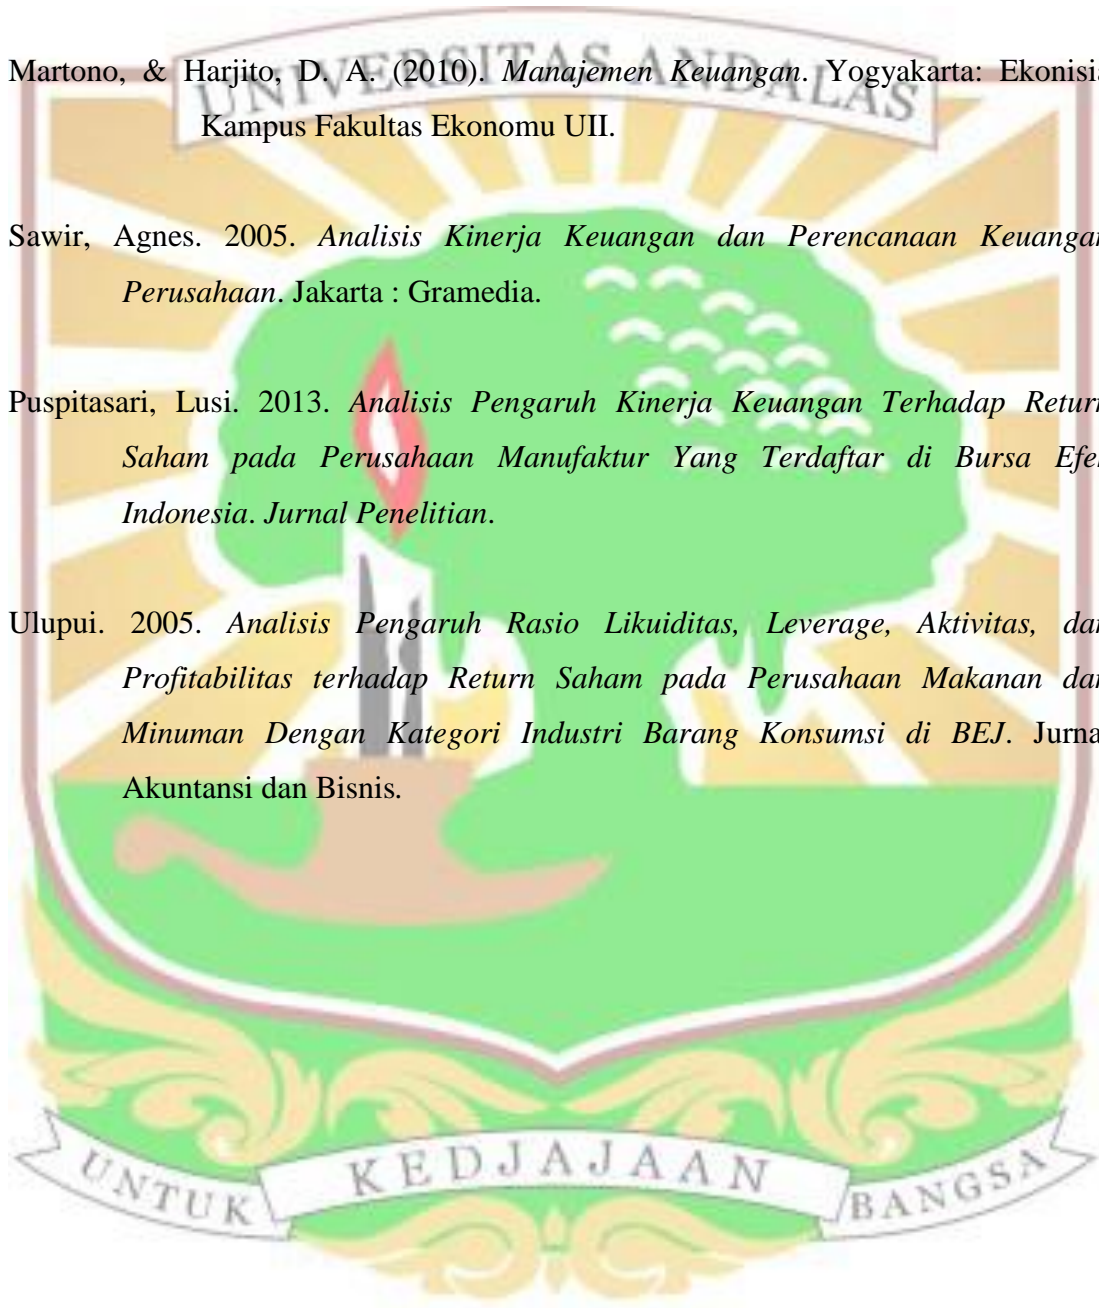 UNIVERSITAS ANDALAS
Martono, & Harjito, D. A. (2010). Manajemen Keuangan. Yogyakarta: Ekonisia
Kampus Fakultas Ekonomu UII.
Sawir, Agnes. 2005. Analisis Kinerja Keuangan dan Perencanaan Keuangan
Perusahaan. Jakarta : Gramedia.
Puspitasari, Lusi. 2013. Analisis Pengaruh Kinerja Keuangan Terhadap Return
Saham pada Perusahaan Manufaktur Yang Terdaftar di Bursa Efek
Indonesia. Jurnal Penelitian.
Ulupui. 2005. Analisis Pengaruh Rasio Likuiditas, Leverage, Aktivitas, dan
Profitabilitas terhadap Return Saham pada Perusahaan Makanan dan
Minuman Dengan Kategori Industri Barang Konsumsi di BEJ. Jurnal
Akuntansi dan Bisnis.
UNTUK KEDJAJAAN BANGSA